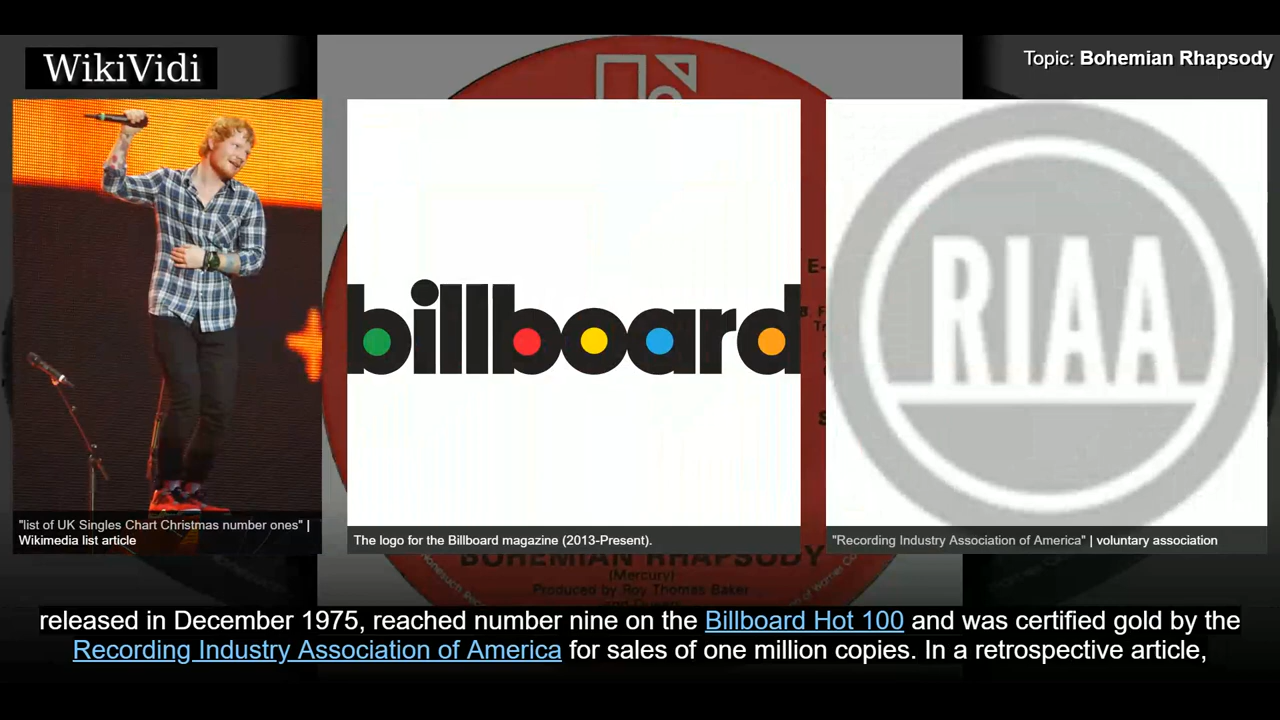 WikiVidi
Topic: Bohemian Rhapsody
billboard
RIAA
E-
"list of UK Singles Chart Christmas number ones" |
Wikimedia list article
The logo for the Billboard magazine (2013-Present).
"Recording Industry Association of America" | voluntary association
BOHEMIAN RHAPSODY
(Mercury)
Produced by Roy Thomas Baker
released in December 1975, reached number nine on the Billboard Hot 100 and was certified gold by the
Recording Industry Association of America for sales of one million copies. In a retrospective article,